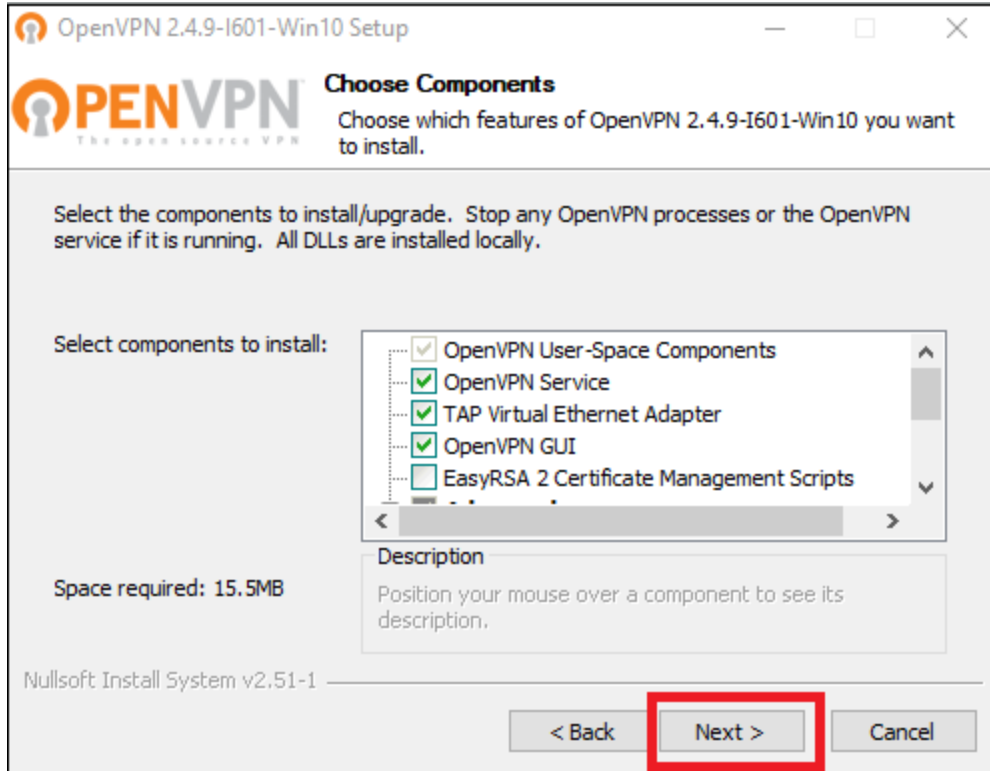 OpenVPN 2.4.9-I601-Win10 Setup
OPENVPN
The open source VPN
Choose Components
Choose which features of OpenVPN 2.4.9-I601-Win10 you want
to install.
Select the components to install/upgrade. Stop any OpenVPN processes or the OpenVPN
service if it is running. All DLLs are installed locally.
Select components to install:
OpenVPN User-Space Components
OpenVPN Service
TAP Virtual Ethernet Adapter
OpenVPN GUI
EasyRSA 2 Certificate Management Scripts
Space required: 15.5MB
Description
Position your mouse over a component to see its
description.
Nullsoft Install System v2.51-1
< Back
Next >
Cancel